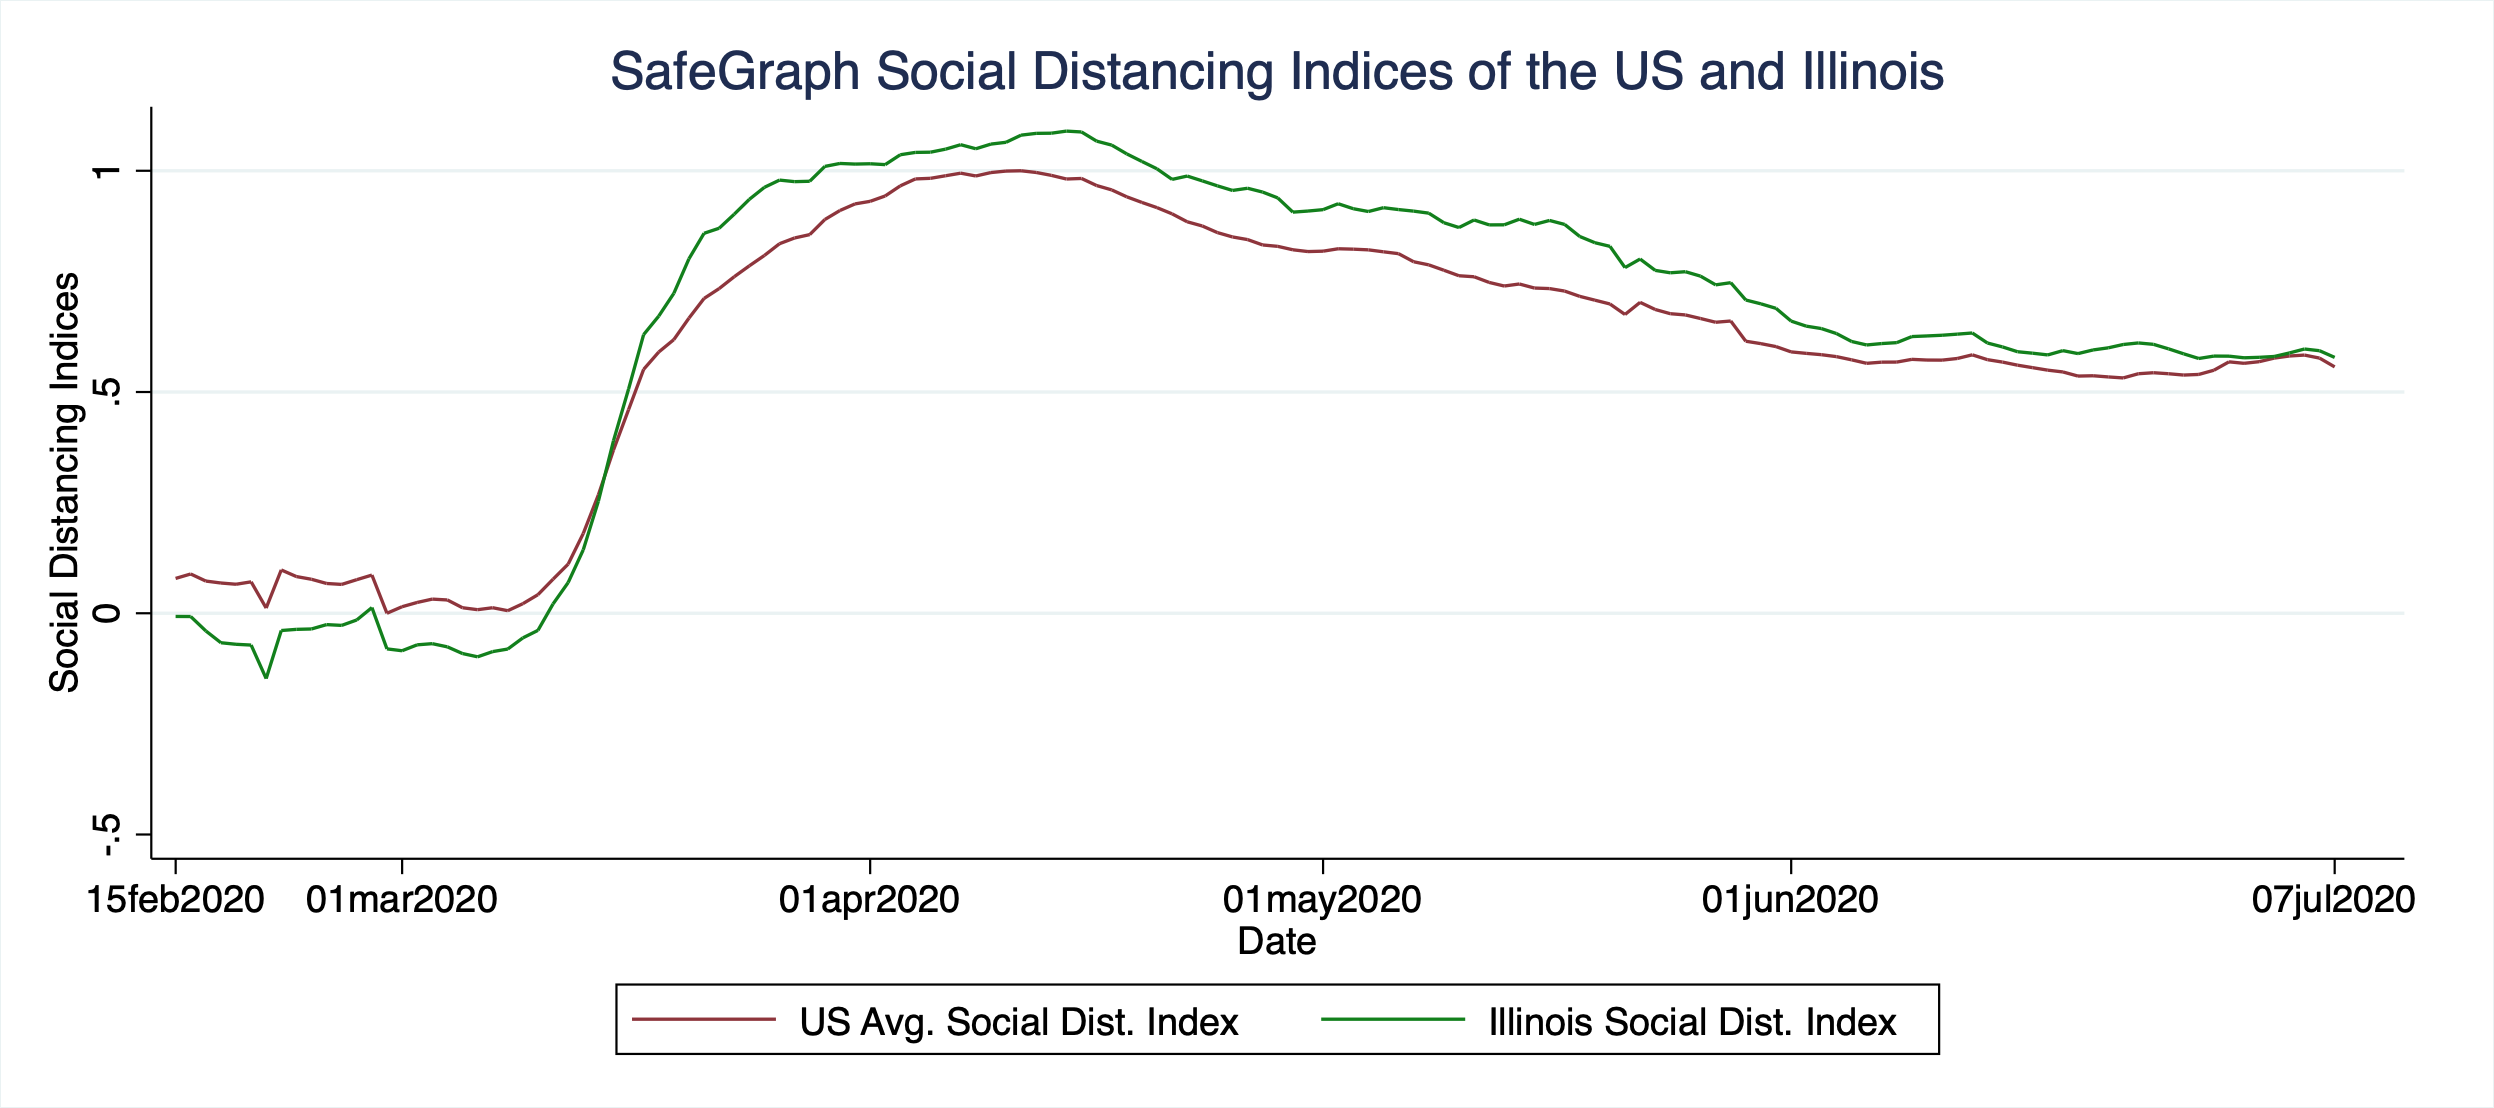 SafeGraph Social Distancing Indices of the US and Illinois
Social Distancing Indices
1
.5
0
-.5
15feb2020 01mar2020 01apr2020 01may2020 01jun2020 07jul2020
Date
US Avg. Social Dist. Index Illinois Social Dist. Index